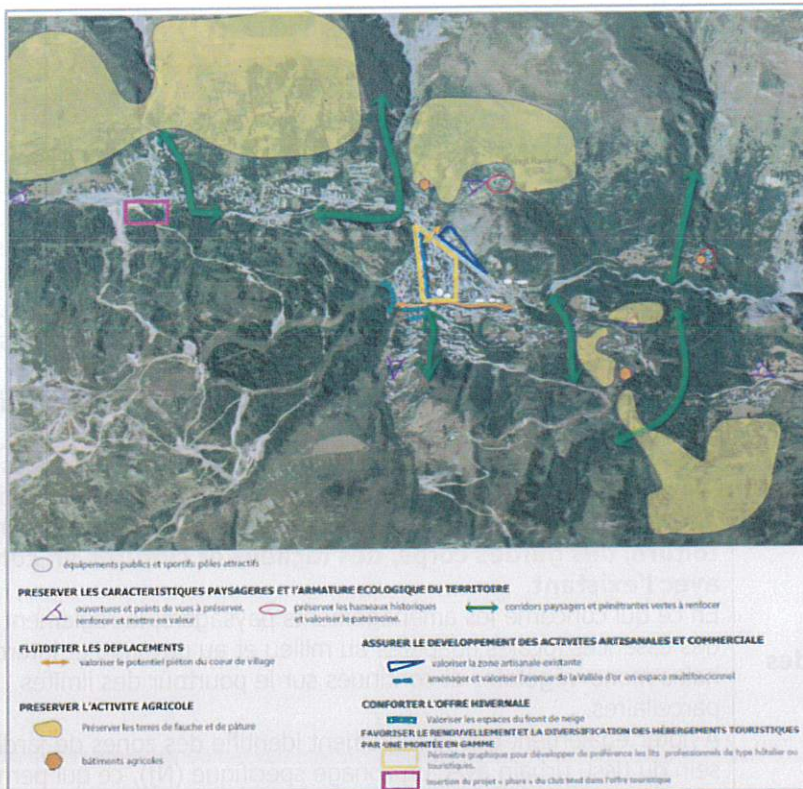 équipements publics et sportifs pôles attractifs
PRESERVER LES CARACTERISTIQUES PAYSAGERES ET L'ARMATURE ECOLOGIQUE DU TERRITOIRE
ouvertures et points de vues à préserver, renforcer et mettre en valeur
préserver les hameaux historiques et valoriser le patrimoine
corridors paysagers et pénétrantes vertes à renforcer
FLUIDIFIER LES DEPLACEMENTS
valoriser le potentiel piéton du coeur de village
ASSURER LE DEVELOPPEMENT DES ACTIVITES ARTISANALES ET COMMERCIALE
valoriser la zone artisanale existante
aménager et valoriser l'avenue de la Vallée d'or en espace multifonctionnel
PRESERVER L'ACTIVITE AGRICOLE
Préserver les terres de fauche et de pâture
bâtiments agricoles
CONFORTER L'OFFRE HIVERNALE
Valoriser les espaces du front de neige
FAVORISER LE RENOUVELLEMENT ET LA DIVERSIFICATION DES HÉBERGEMENTS TOURISTIQUES
PAR UNE MONTÉE EN GAMME
Périmètre graphique pour développer de préférence les lits professionnels de type hôtelier ou
touristiques.
Insertion du projet « phare » du Club Med dans l'offre touristique